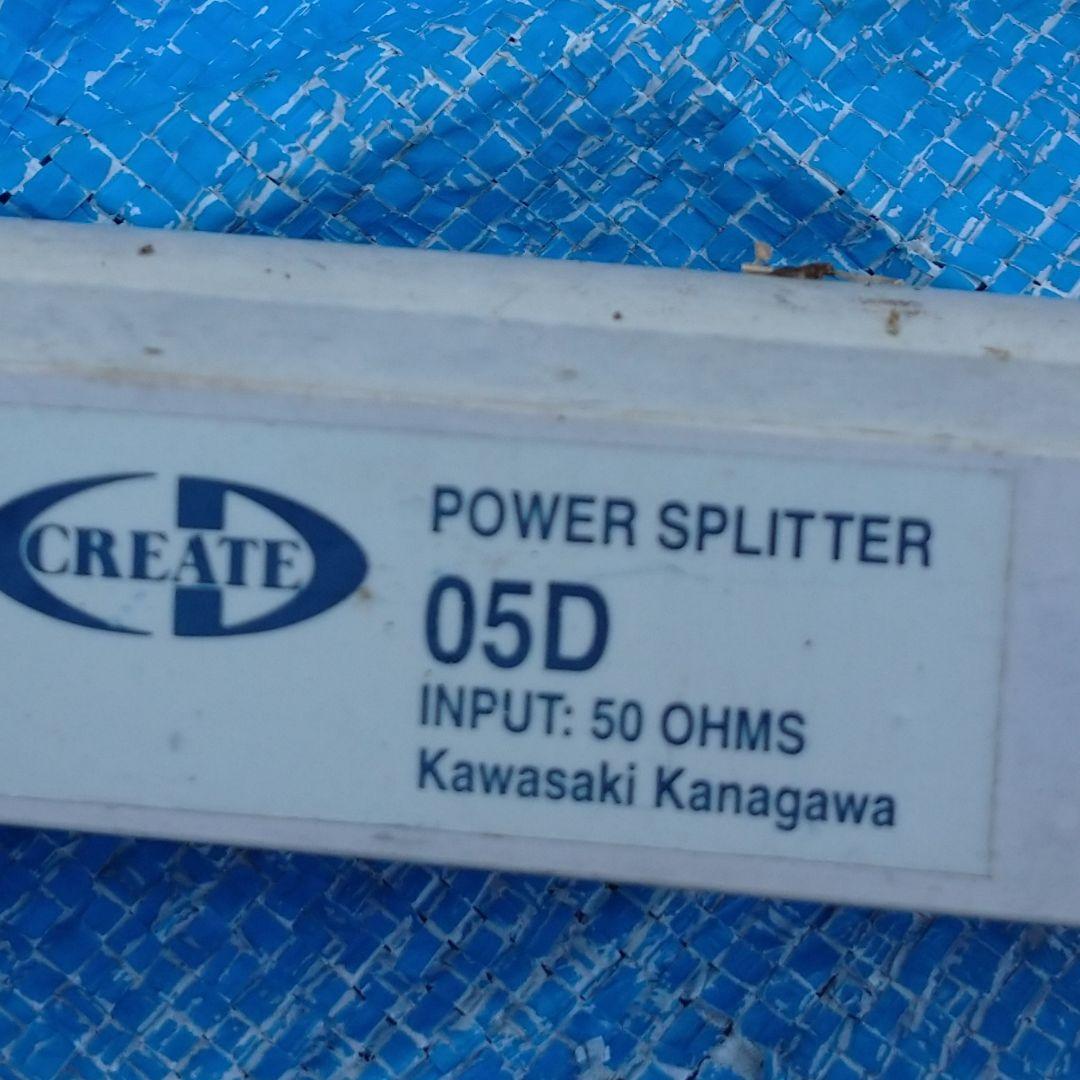 CREATE
POWER SPLITTER
05D
INPUT: 50 OHMS
Kawasaki Kanagawa